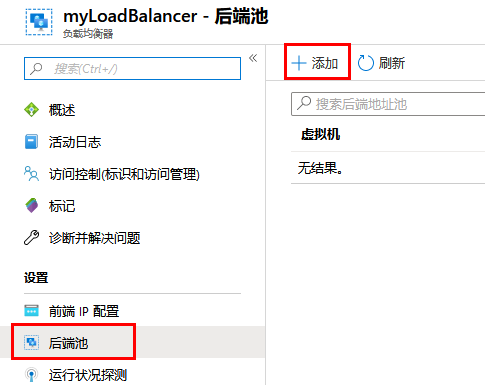 myLoadBalancer - 后端池
负载均衡器
搜索(Ctrl+/)
«
概述
活动日志
访问控制(标识和访问管理)
标记
诊断并解决问题
设置
前端 IP 配置
后端池
运行状况探测
添加
刷新
搜索后端地址池
虚拟机
无结果。